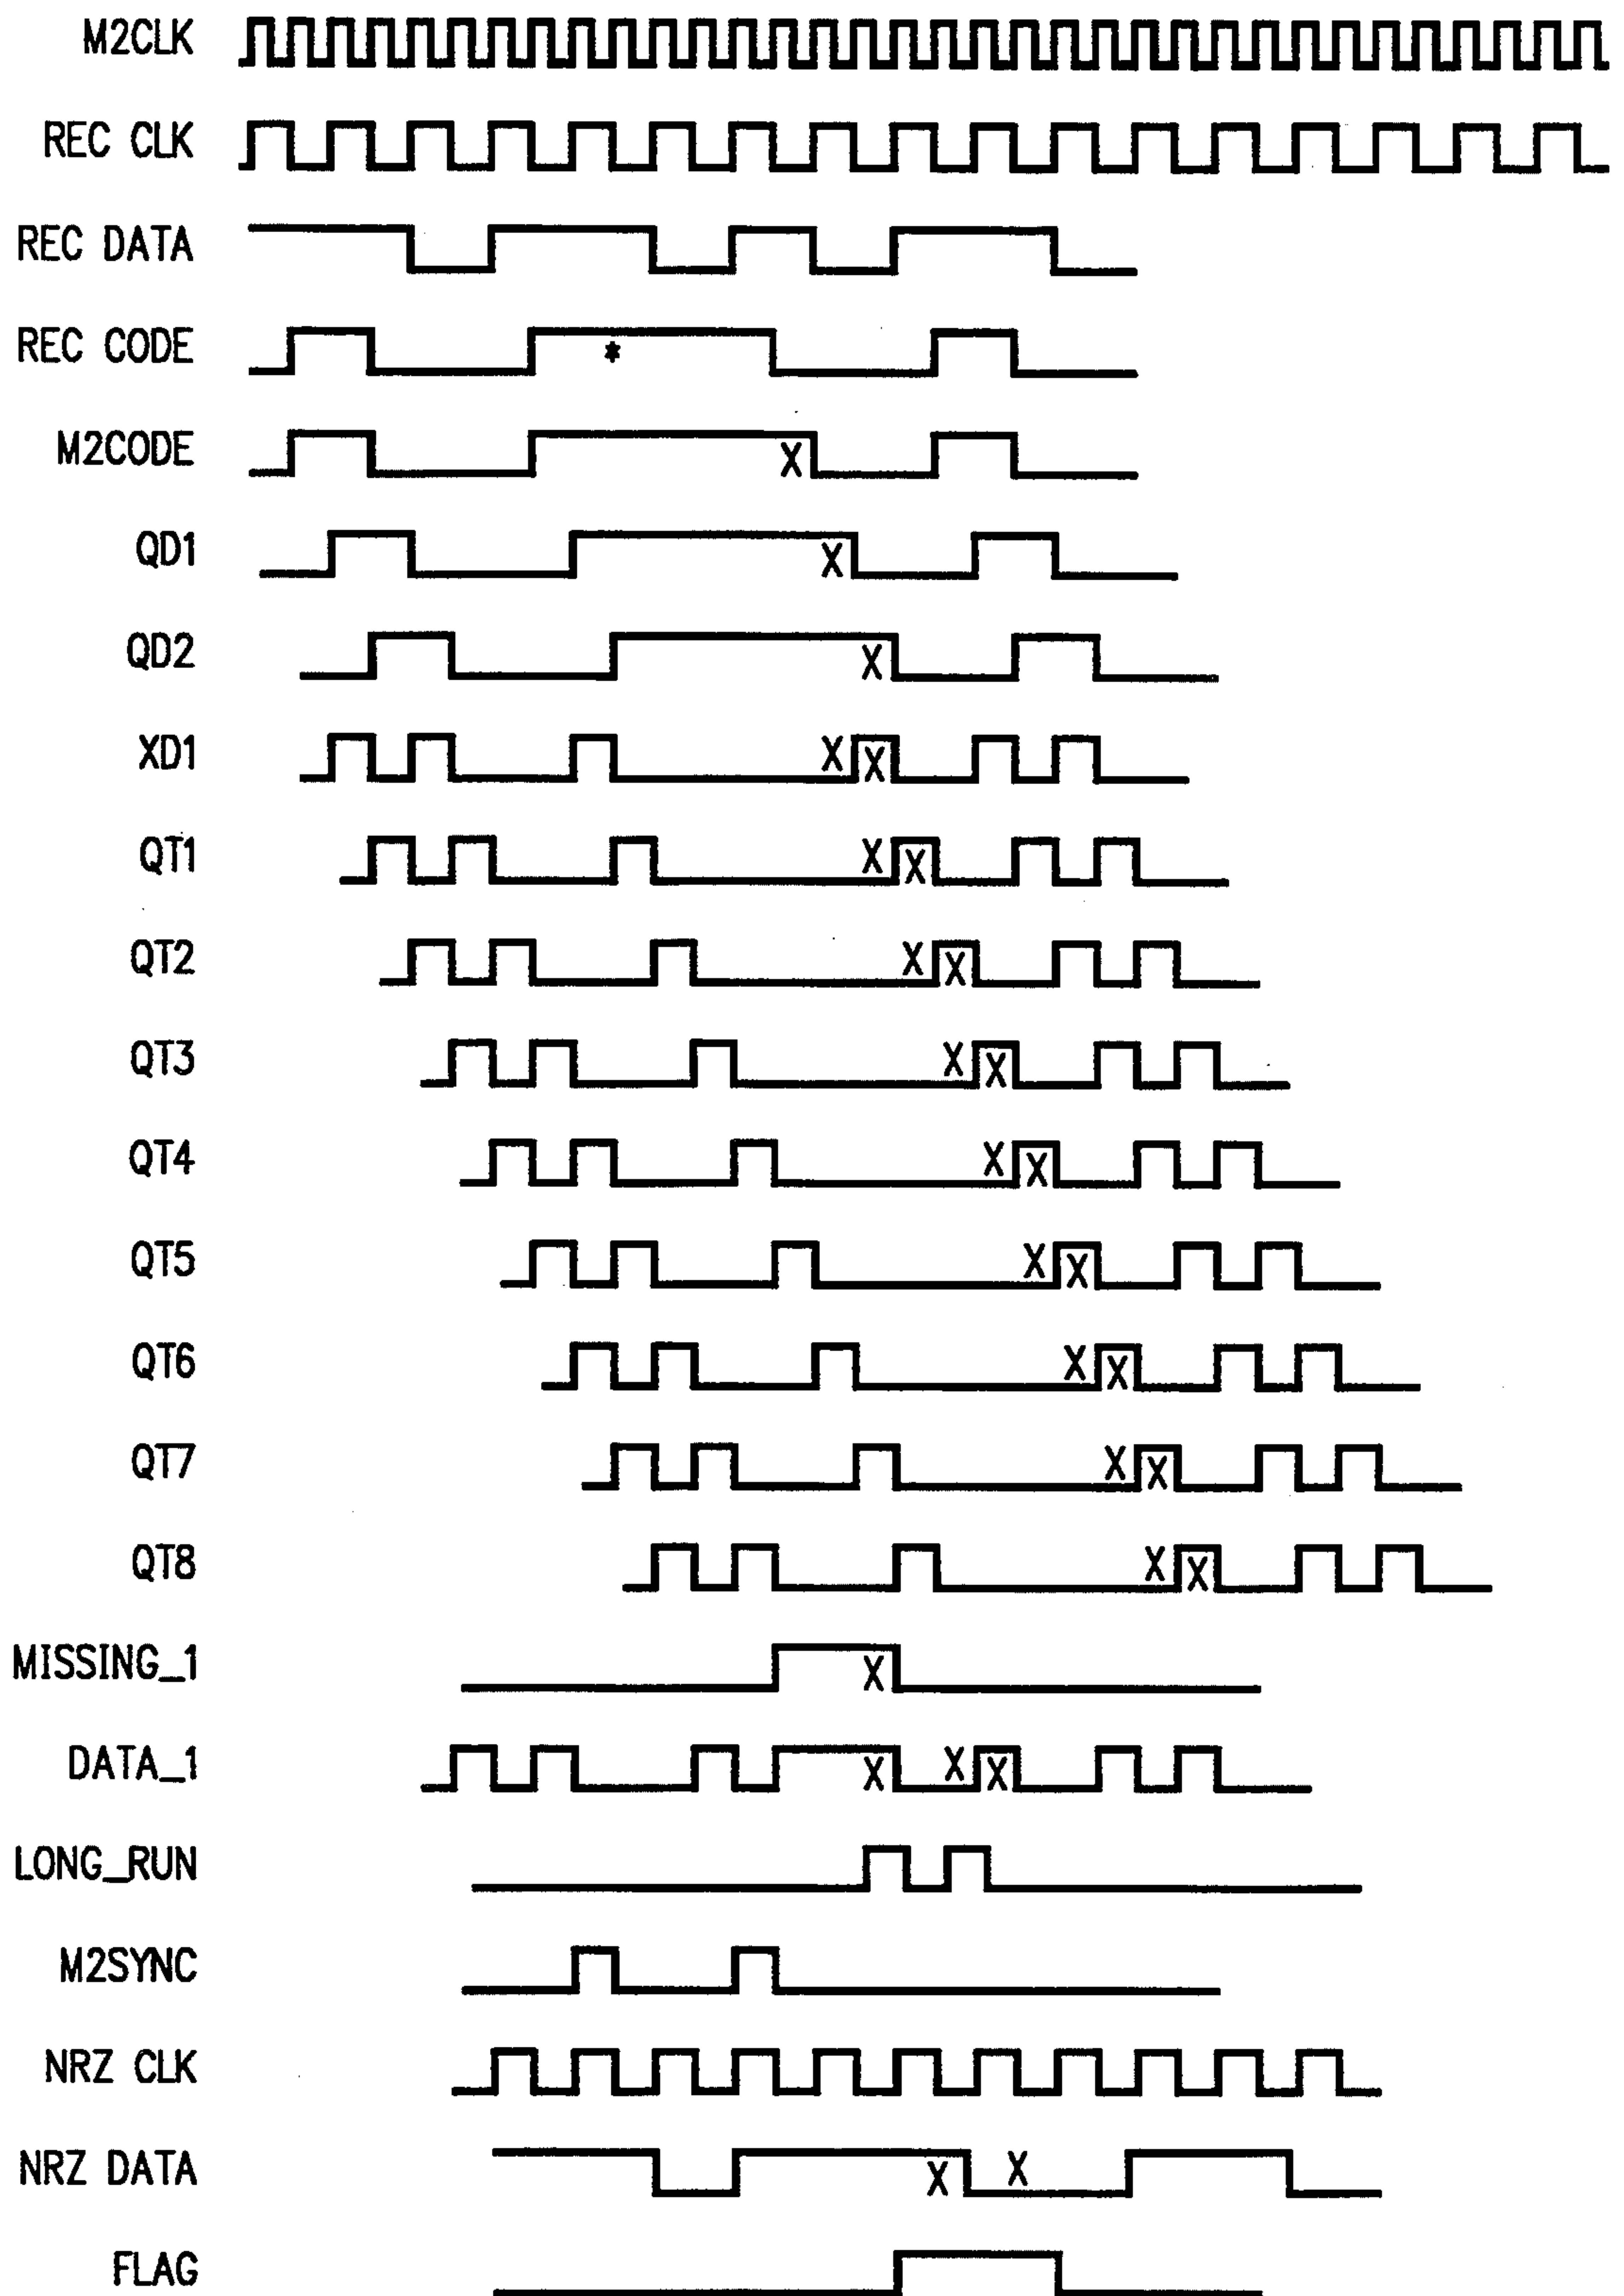 M2CLK
REC CLK
REC DATA
REC CODE
*
M2CODE
X
QD1
X
QD2
X
XD1
X X
QT1
X X
QT2
X X
QT3
X X
QT4
X X
QT5
X X
QT6
X X
QT7
X X
QT8
X X
MISSING_1
X
DATA_1
X X X
LONG_RUN
M2SYNC
NRZ CLK
NRZ DATA
X X
FLAG